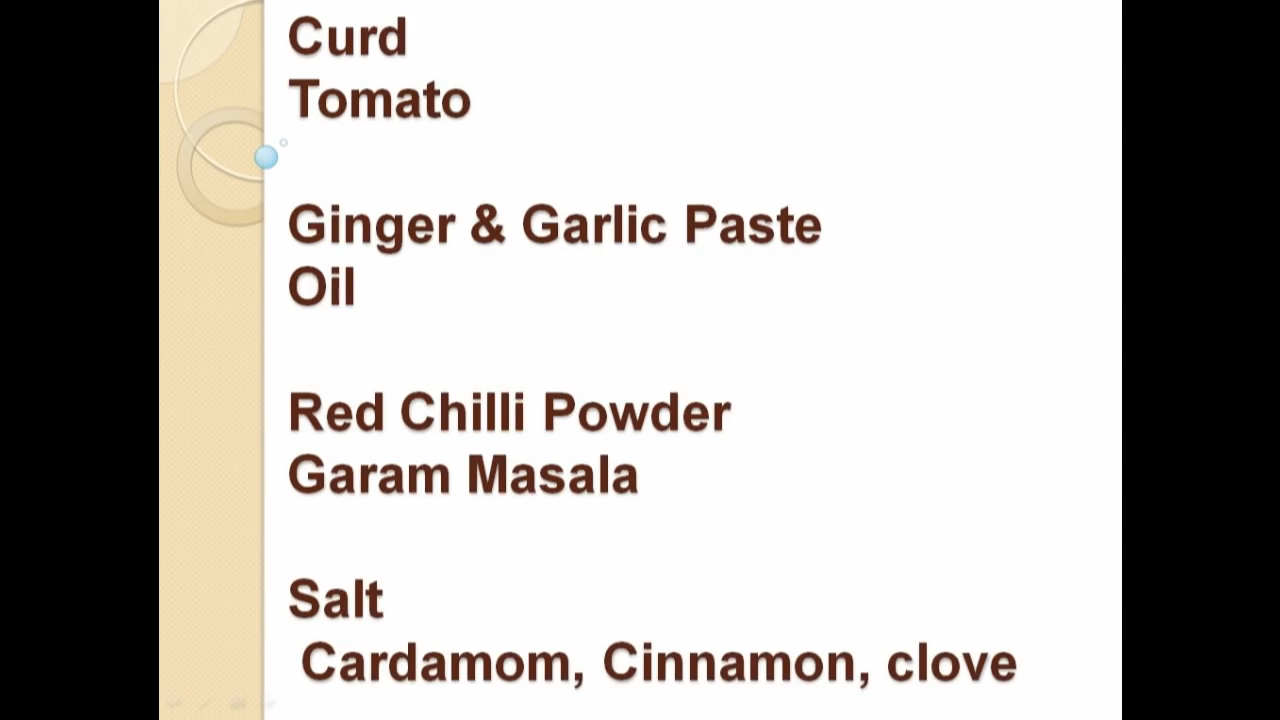 Curd
Tomato
Ginger & Garlic Paste
Oil
Red Chilli Powder
Garam Masala
Salt
Cardamom, Cinnamon, clove